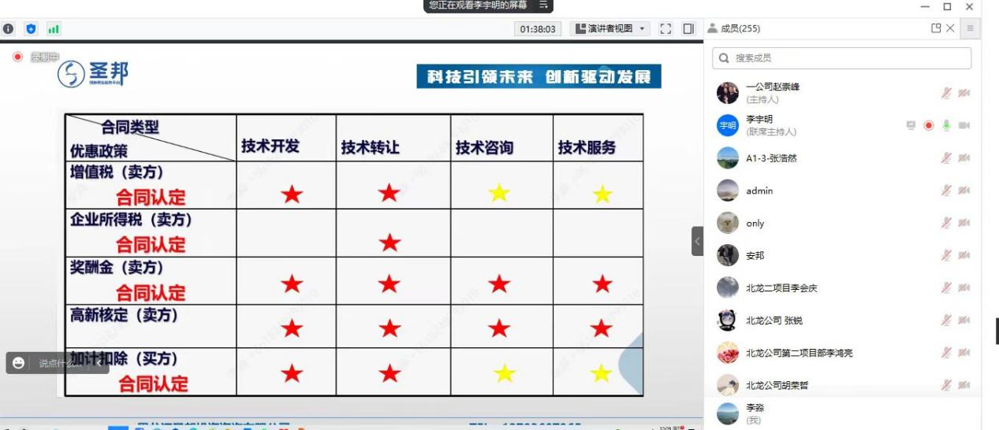 您正在观看李宇明的屏幕
01:38:03
演讲者视图
成员(255)
录制中
圣邦
科技引领未来 创新驱动发展
搜索成员
合同类型
优惠政策
技术开发
技术转让
技术咨询
技术服务
增值税（卖方）
合同认定
企业所得税（卖方）
合同认定
奖酬金（卖方）
合同认定
高新核定（卖方）
加计扣除（买方）
合同认定
说点什么...
一公司赵崇峰
(主持人)
宇明
李宇明
(联席主持人)
A1-3-张浩然
admin
only
安邦
北龙二项目李会庆
北龙公司 张锐
北龙公司第二项目部李鸿亮
北龙公司胡荣哲
李淼
(我)